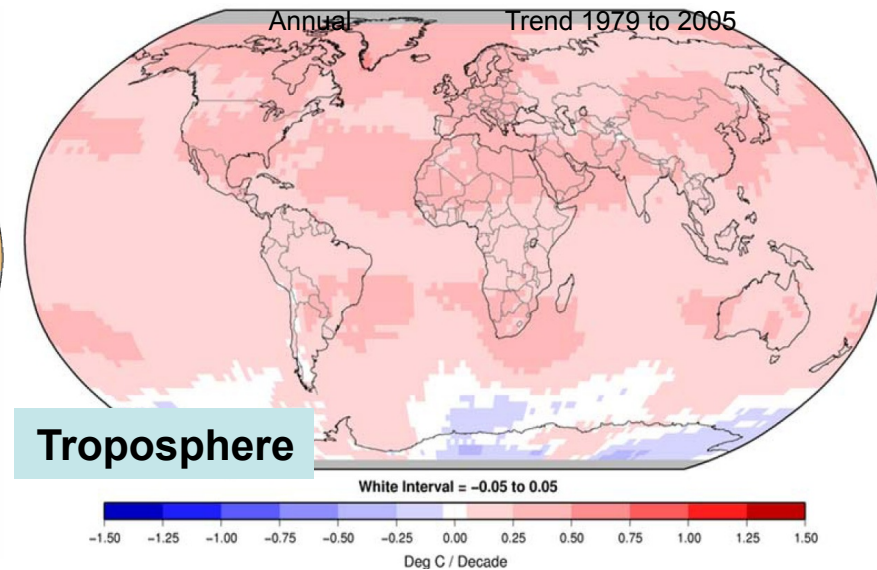 Annual Trend 1979 to 2005
Troposphere
White Interval = −0.05 to 0.05
−1.50 −1.25 −1.00 −0.75 −0.50 −0.25 0.00 0.25 0.50 0.75 1.00 1.25 1.50
Deg C / Decade